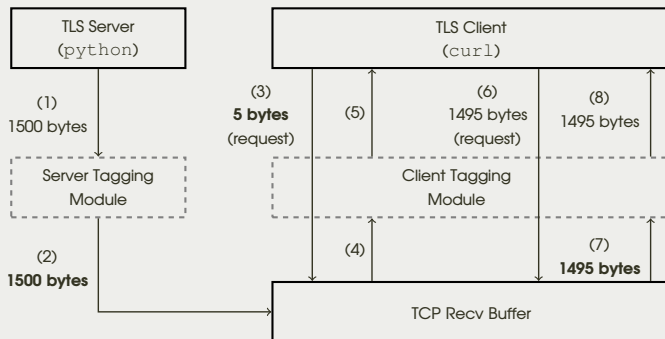 TLS Server
(python)
TLS Client
(curl)
(1)
1500 bytes
(3)
5 bytes
(request)
(5)
(6)
1495 bytes
(request)
(8)
1495 bytes
Server Tagging
Module
Client Tagging
Module
(2)
1500 bytes
(4)
(7)
1495 bytes
TCP Recv Buffer